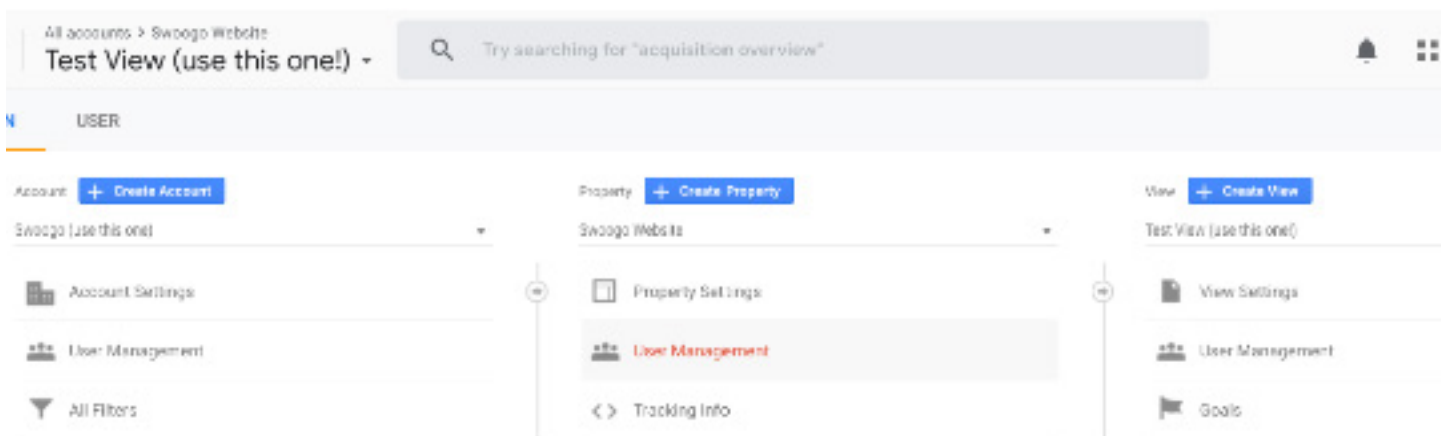 All accounts > Swoogo Website
Test View (use this one!)
Try searching for "acquisition overview"
N
USER
Account + Create Account
Property + Create Property
View + Create View
Swoogo (use this one)
Swoogo Website
Test View (use this one!)
Account Settings
Property Settings
View Settings
User Management
User Management
User Management
All Filters
<> Tracking Info
Goals